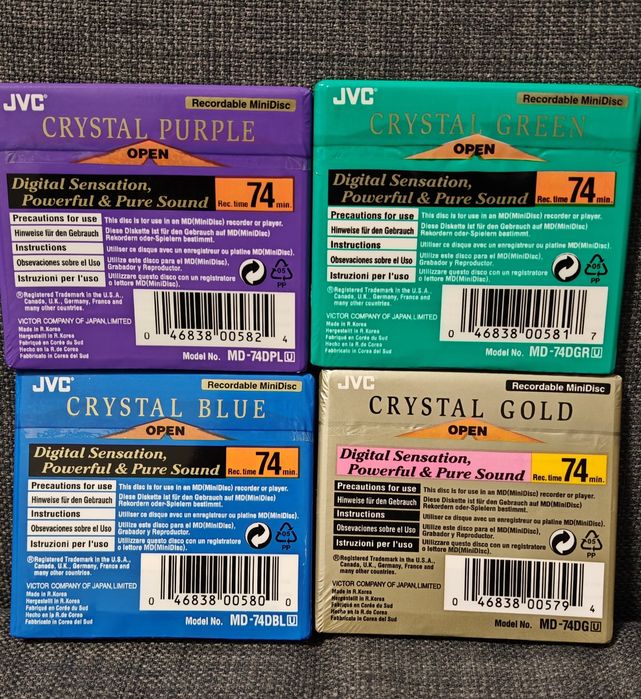 JVC® Recordable MiniDisc
CRYSTAL PURPLE
OPEN
Digital Sensation,
Powerful & Pure Sound Rec. time 74 min.
Precautions for use This disc is for use in an MD(MiniDisc) recorder or player.
Hinweise für den Gebrauch Diese Diskette ist für den Gebrauch auf MD(MiniDisc)
Rekordern oder-Spielern bestimmt.
Instructions Utiliser ce disque avec un enregistreur ou platine MD(MiniDisc).
Obsevaciones sobre el Uso Utilize este disco para el MD(MiniDisc),
Grabador y Reproductor.
Istruzioni per l'uso Utilizzare questo disco con un registratore
o lettore MD(MiniDisc).
05
PP
®Registered Trademark in the U.S.A.,
Canada, U.K., Germany, France and
many other countries.
VICTOR COMPANY OF JAPAN, LIMITED
Made in R.Korea
Hergestellt in R.Korea
Fabriqué en Corée du Sud
Hecho en la R.de Corea
Fabbricato in Corea del Sud
0 46838 00582 4
Model No. MD-74DPL U
JVC® Recordable MiniDisc
CRYSTAL GREEN
OPEN
Digital Sensation,
Powerful & Pure Sound Rec. time 74 min.
Precautions for use This disc is for use in an MD(MiniDisc) recorder or player.
Hinweise für den Gebrauch Diese Diskette ist für den Gebrauch auf MD(MiniDisc)
Rekordern oder-Spielern bestimmt.
Instructions Utiliser ce disque avec un enregistreur ou platine MD(MiniDisc).
Obsevaciones sobre el Uso Utilize este disco para el MD(MiniDisc),
Grabador y Reproductor.
Istruzioni per l'uso Utilizzare questo disco con un registratore
o lettore MD(MiniDisc).
05
PP
®Registered Trademark in the U.S.A.,
Canada, U.K., Germany, France and
many other countries.
VICTOR COMPANY OF JAPAN, LIMITED
Made in R.Korea
Hergestellt in R.Korea
Fabriqué en Corée du Sud
Hecho en la R.de Corea
Fabbricato in Corea del Sud
0 46838 00581 7
Model No. MD-74DGR U
JVC Recordable MiniDisc
CRYSTAL BLUE
OPEN
Digital Sensation,
Powerful & Pure Sound Rec. time 74 min.
Precautions for use This disc is for use in an MD(MiniDisc) recorder or player.
Hinweise für den Gebrauch Diese Diskette ist für den Gebrauch auf MD(MiniDisc)
Rekordern oder-Spielern bestimmt.
Instructions Utiliser ce disque avec un enregistreur ou platine MD(MiniDisc).
Obsevaciones sobre el Uso Utilize este disco para el MD(MiniDisc),
Grabador y Reproductor.
Istruzioni per l'uso Utilizzare questo disco con un registratore
o lettore MD(MiniDisc).
05
PP
®Registered Trademark in the U.S.A.,
Canada, U.K., Germany, France and
many other countries.
VICTOR COMPANY OF JAPAN, LIMITED
Made in R.Korea
Hergestellt in R.Korea
Fabriqué en Corée du Sud
Hecho en la R.de Corea
Fabbricato in Corea del Sud
0 46838 00580 0
Model No. MD-74DBL U
JVC Recordable MiniDisc
CRYSTAL GOLD
OPEN
Digital Sensation,
Powerful & Pure Sound Rec. time 74 min.
Precautions for use This disc is for use in an MD(MiniDisc) recorder or player.
Hinweise für den Gebrauch Diese Diskette ist für den Gebrauch auf MD(MiniDisc)
Rekordern oder-Spielern bestimmt.
Instructions Utiliser ce disque avec un enregistreur ou platine MD(MiniDisc).
Obsevaciones sobre el Uso Utilize este disco para el MD(MiniDisc),
Grabador y Reproductor.
Istruzioni per l'uso Utilizzare questo disco con un registratore
o lettore MD(MiniDisc).
05
PP
®Registered Trademark in the U.S.A.,
Canada, U.K., Germany, France and
many other countries.
VICTOR COMPANY OF JAPAN, LIMITED
Made in R.Korea
Hergestellt in R.Korea
Fabriqué en Corée du Sud
Hecho en la R.de Corea
Fabbricato in Corea del Sud
0 46838 00579 4
Model No. MD-74DG U